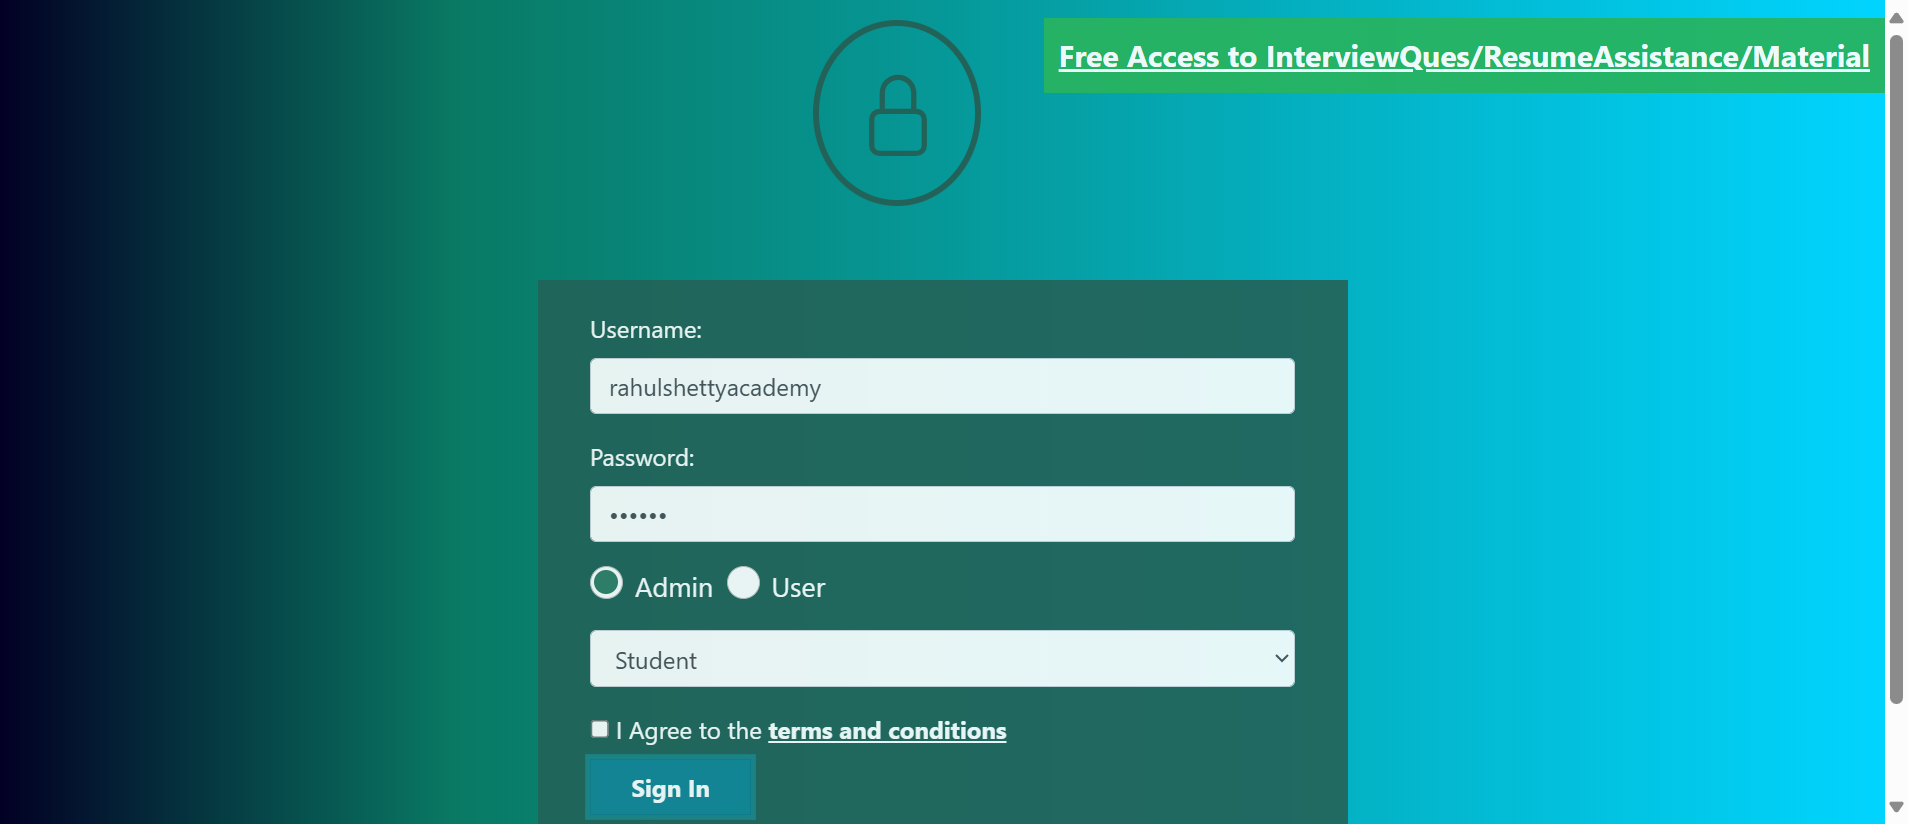 Free Access to InterviewQues/ResumeAssistance/Material
Username:
rahulshettyacademy
Password:
••••••
Admin User
Student
I Agree to the terms and conditions
Sign In